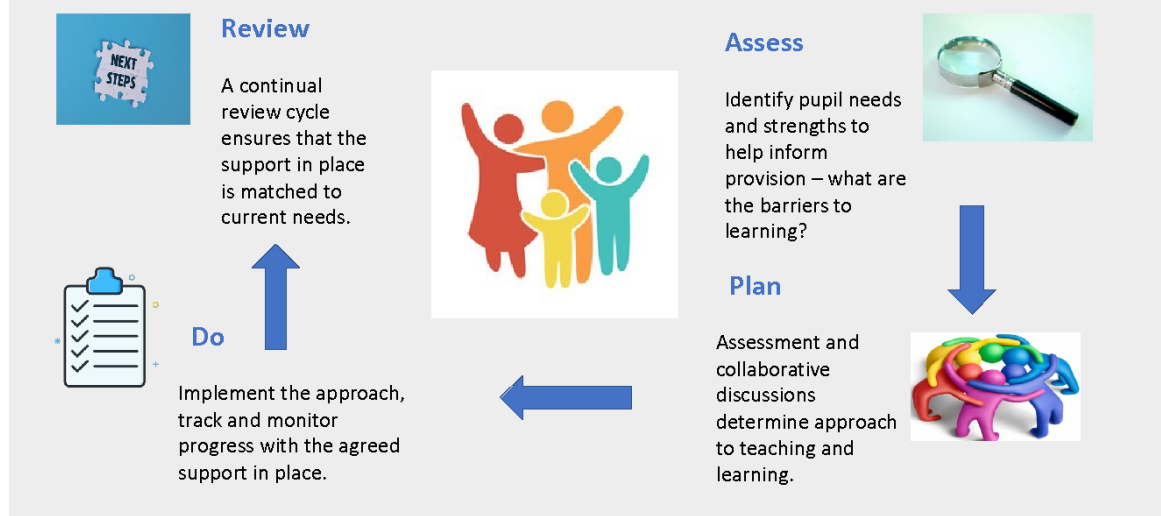 Review
A continual
review cycle
ensures that the
support in place
is matched to
current needs.
NEXT
STEPS
Assess
Identify pupil needs
and strengths to
help inform
provision – what are
the barriers to
learning?
Plan
Assessment and
collaborative
discussions
determine approach
to teaching and
learning.
Do
Implement the approach,
track and monitor
progress with the agreed
support in place.